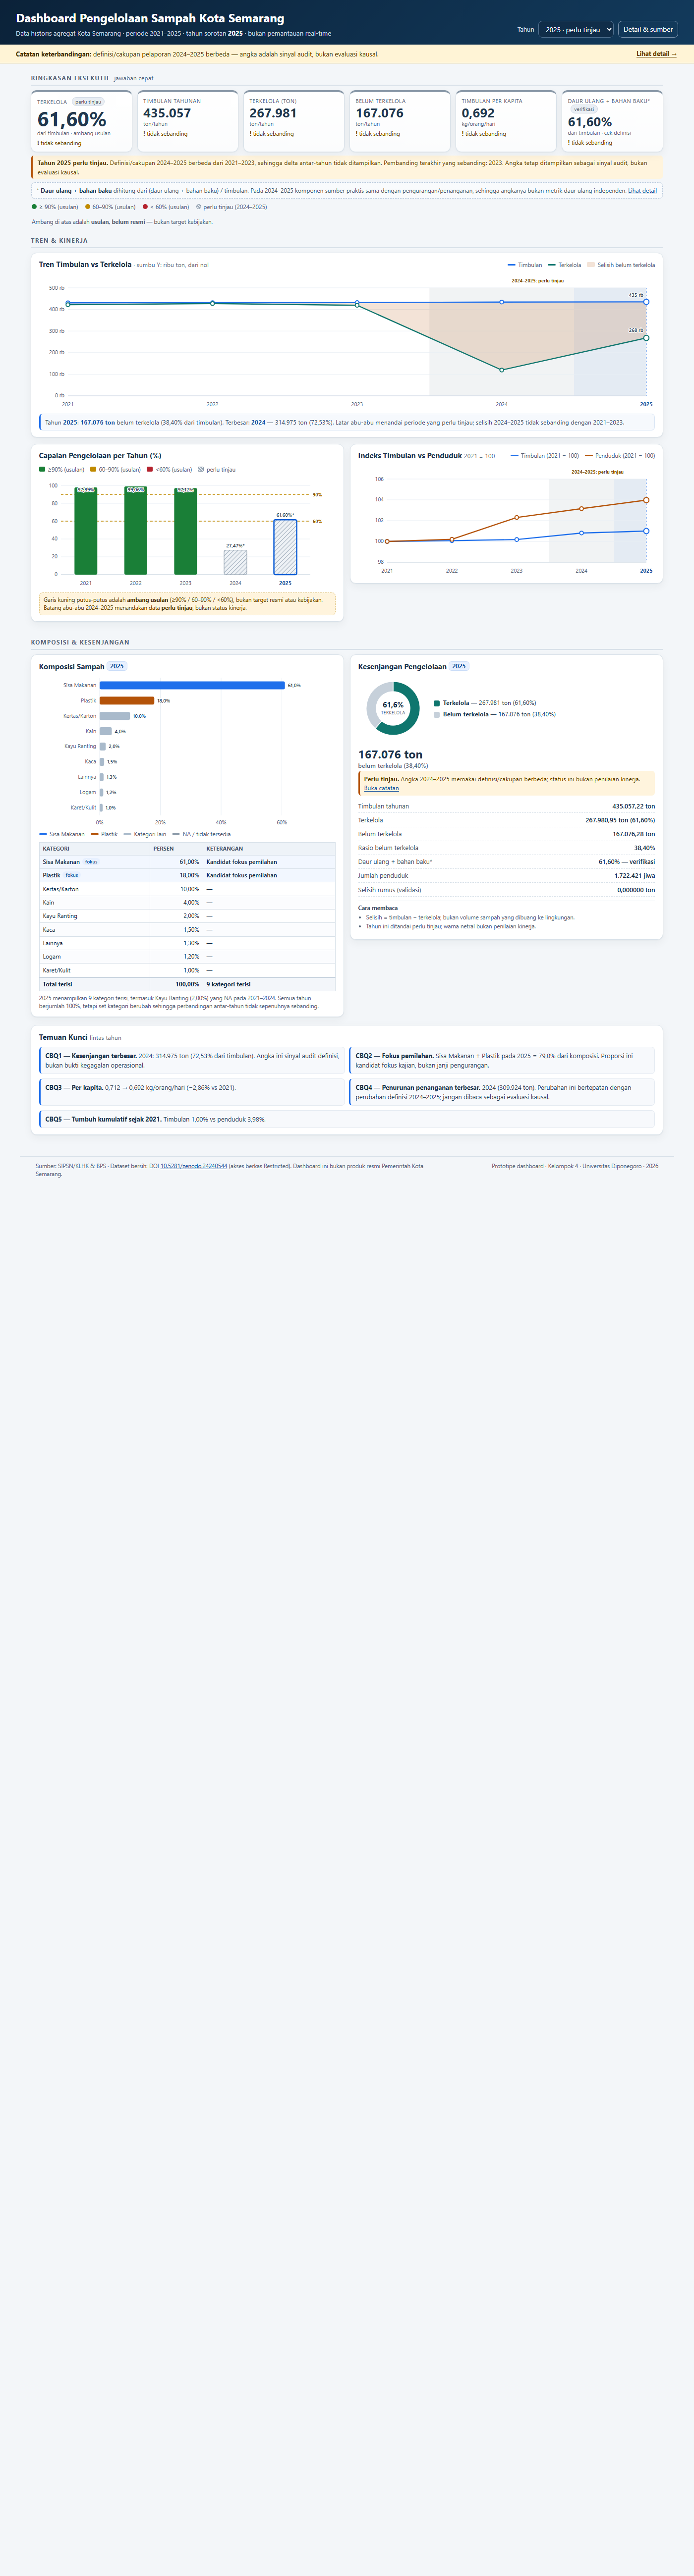 Dashboard Pengelolaan Sampah Kota Semarang
Data historis agregat Kota Semarang · periode 2021–2025 · tahun sorotan 2025 · bukan pemantauan real-time
Tahun
2025 · perlu tinjau
Detail & sumber
Catatan keterbandingan: definisi/cakupan pelaporan 2024–2025 berbeda — angka adalah sinyal audit, bukan evaluasi kausal.
Lihat detail →
RINGKASAN EKSEKUTIF jawaban cepat
TERKELOLA perlu tinjau
61,60%
dari timbulan · ambang usulan
! tidak sebanding
TIMBULAN TAHUNAN
435.057
ton/tahun
! tidak sebanding
TERKELOLA (TON)
267.981
ton/tahun
! tidak sebanding
BELUM TERKELOLA
167.076
ton/tahun
! tidak sebanding
TIMBULAN PER KAPITA
0,692
kg/orang/hari
! tidak sebanding
DAUR ULANG + BAHAN BAKU*
verifikasi
61,60%
dari timbulan · cek definisi
! tidak sebanding
Tahun 2025 perlu tinjau. Definisi/cakupan 2024–2025 berbeda dari 2021–2023, sehingga delta antar-tahun tidak ditampilkan. Pembanding terakhir yang sebanding: 2023. Angka tetap ditampilkan sebagai sinyal audit, bukan
evaluasi kausal.
* Daur ulang + bahan baku dihitung dari (daur ulang + bahan baku) / timbulan. Pada 2024–2025 komponen sumber praktis sama dengan pengurangan/penanganan, sehingga angkanya bukan metrik daur ulang independen. Lihat detail
≥ 90% (usulan)
60–90% (usulan)
< 60% (usulan)
perlu tinjau (2024–2025)
Ambang di atas adalah usulan, belum resmi — bukan target kebijakan.
TREN & KINERJA
Tren Timbulan vs Terkelola · sumbu Y: ribu ton, dari nol
Timbulan
Terkelola
Selisih belum terkelola
2024–2025: perlu tinjau
500 rb
400 rb
300 rb
200 rb
100 rb
0 rb
435 rb
268 rb
2021
2022
2023
2024
2025
Tahun 2025: 167.076 ton belum terkelola (38,40% dari timbulan). Terbesar: 2024 — 314.975 ton (72,53%). Latar abu-abu menandai periode yang perlu tinjau; selisih 2024–2025 tidak sebanding dengan 2021–2023.
Capaian Pengelolaan per Tahun (%)
≥90% (usulan)
60–90% (usulan)
<60% (usulan)
perlu tinjau
100
80
60
40
20
0
27,47%*
61,60%*
90%
60%
2021
2022
2023
2024
2025
Garis kuning putus-putus adalah ambang usulan (≥90% / 60–90% / <60%), bukan target resmi atau kebijakan.
Batang abu-abu 2024–2025 menandakan data perlu tinjau, bukan status kinerja.
Indeks Timbulan vs Penduduk 2021 = 100
Timbulan (2021 = 100)
Penduduk (2021 = 100)
2024–2025: perlu tinjau
106
104
102
100
98
2021
2022
2023
2024
2025
KOMPOSISI & KESENJANGAN
Komposisi Sampah 2025
Sisa Makanan 61,0%
Plastik 18,0%
Kertas/Karton 10,0%
Kain 4,0%
Kayu Ranting 2,0%
Kaca 1,5%
Lainnya 1,3%
Logam 1,2%
Karet/Kulit 1,0%
0%
20%
40%
60%
Sisa Makanan
Plastik
Kategori lain
NA / tidak tersedia
KATEGORI PERSEN KETERANGAN
Sisa Makanan fokus 61,00% Kandidat fokus pemilahan
Plastik fokus 18,00% Kandidat fokus pemilahan
Kertas/Karton 10,00% —
Kain 4,00% —
Kayu Ranting 2,00% —
Kaca 1,50% —
Lainnya 1,30% —
Logam 1,20% —
Karet/Kulit 1,00% —
Total terisi 100,00% 9 kategori terisi
2025 menampilkan 9 kategori terisi, termasuk Kayu Ranting (2,00%) yang NA pada 2021–2024. Semua tahun
berjumlah 100%, tetapi set kategori berubah sehingga perbandingan antar-tahun tidak sepenuhnya sebanding.
Kesenjangan Pengelolaan 2025
61,6%
TERKELOLA
Terkelola — 267.981 ton (61,60%)
Belum terkelola — 167.076 ton (38,40%)
167.076 ton
belum terkelola (38,40%)
Perlu tinjau. Angka 2024–2025 memakai definisi/cakupan berbeda; status ini bukan penilaian kinerja.
Buka catatan
Timbulan tahunan 435.057,22 ton
Terkelola 267.980,95 ton (61,60%)
Belum terkelola 167.076,28 ton
Rasio belum terkelola 38,40%
Daur ulang + bahan baku* 61,60% — verifikasi
Jumlah penduduk 1.722.421 jiwa
Selisih rumus (validasi) 0,000000 ton
Cara membaca
• Selisih = timbulan − terkelola; bukan volume sampah yang dibuang ke lingkungan.
• Tahun ini ditandai perlu tinjau; warna netral bukan penilaian kinerja.
Temuan Kunci lintas tahun
CBQ1 — Kesenjangan terbesar. 2024: 314.975 ton (72,53% dari timbulan). Angka ini sinyal audit definisi,
bukan bukti kegagalan operasional.
CBQ2 — Fokus pemilahan. Sisa Makanan + Plastik pada 2025 = 79,0% dari komposisi. Proporsi ini
kandidat fokus kajian, bukan janji pengurangan.
CBQ3 — Per kapita. 0,712 → 0,692 kg/orang/hari (−2,86% vs 2021).
CBQ4 — Penurunan penanganan terbesar. 2024 (309.924 ton). Perubahan ini bertepatan dengan
perubahan definisi 2024–2025; jangan dibaca sebagai evaluasi kausal.
CBQ5 — Tumbuh kumulatif sejak 2021. Timbulan 1,00% vs penduduk 3,98%.
Sumber: SIPSN/KLHK & BPS · Dataset bersih: DOI 10.5281/zenodo.24240544 (akses berkas Restricted). Dashboard ini bukan produk resmi Pemerintah Kota
Semarang.
Prototipe dashboard · Kelompok 4 · Universitas Diponegoro · 2026